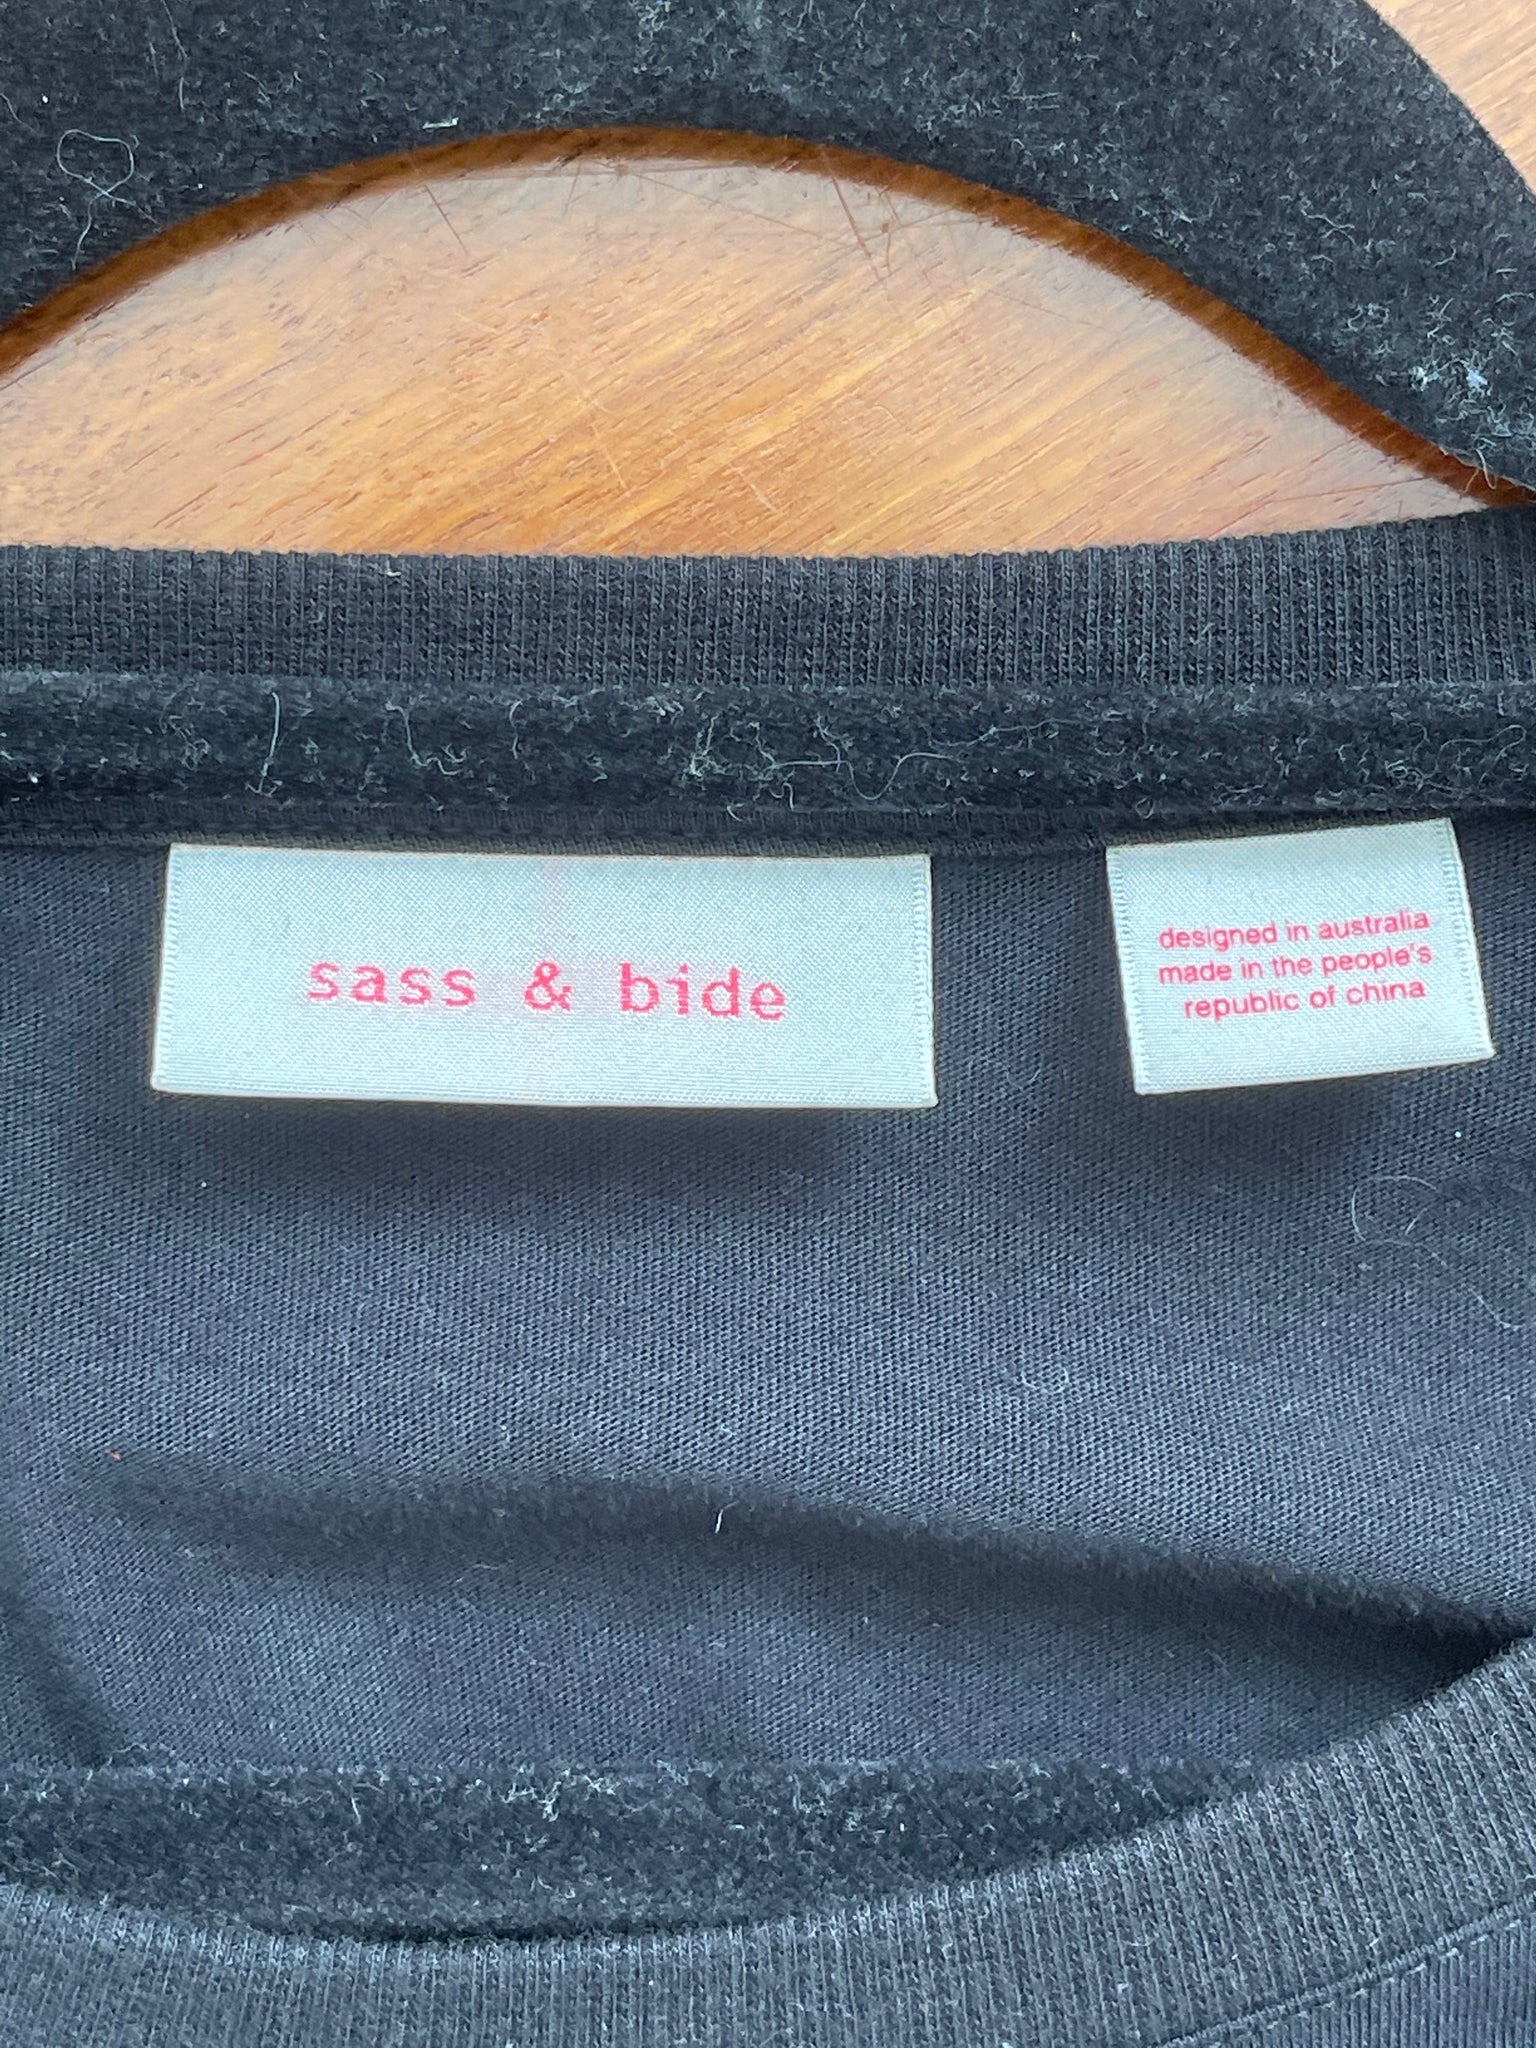 sass & bide
designed in australia
made in the people's
republic of china